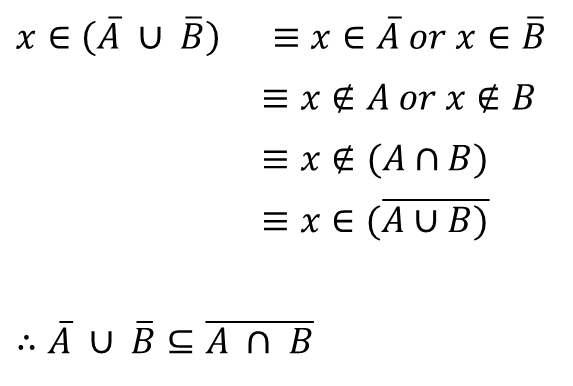 x ∈ (Ā ∪ B̄) ≡ x ∈ Ā or x ∈ B̄
≡ x ∉ A or x ∉ B
≡ x ∉ (A ∩ B)
≡ x ∈ (A̅ ̅∪̅ ̅B̅)̅
∴ Ā ∪ B̄ ⊆ A̅ ̅∩̅ ̅B̅